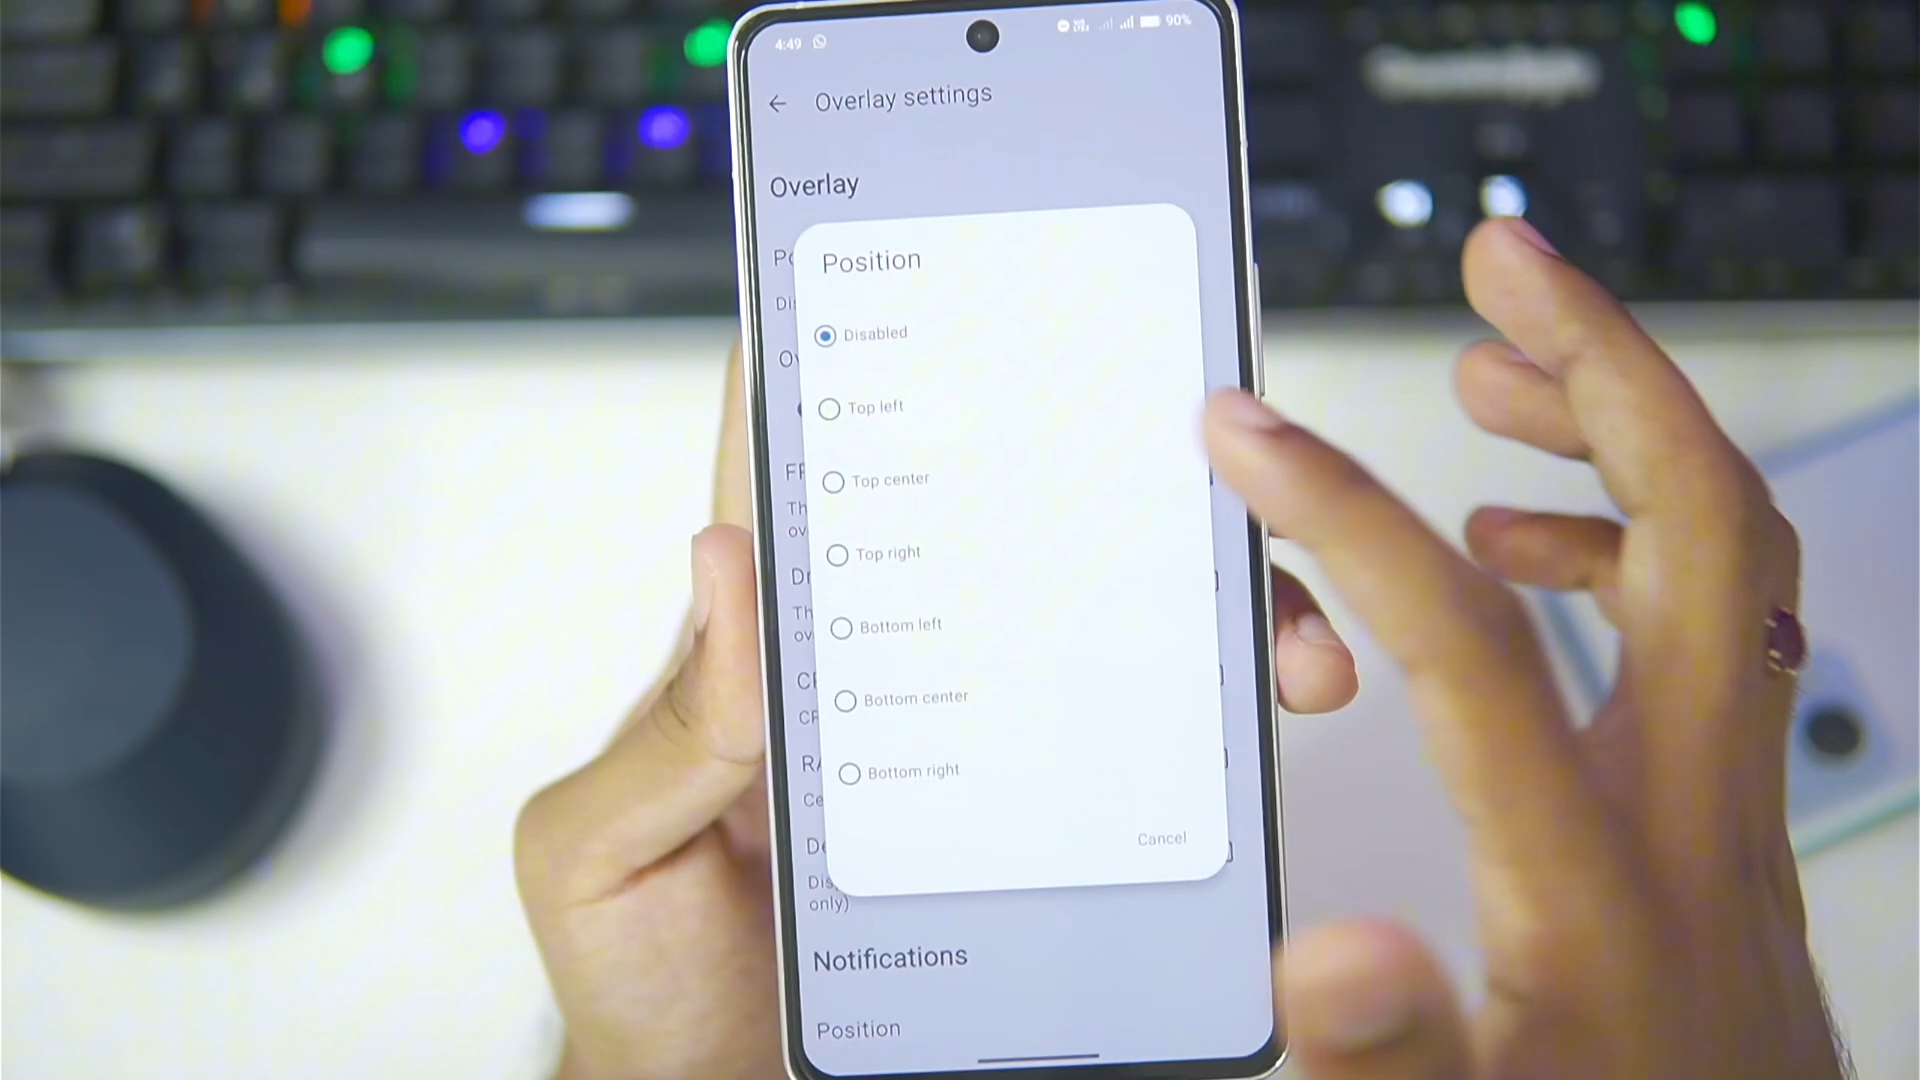 4:49 90%
Overlay settings
Overlay
Position
Disabled
Top left
Top center
Top right
Bottom left
Bottom center
Bottom right
Cancel
only)
Notifications
Position